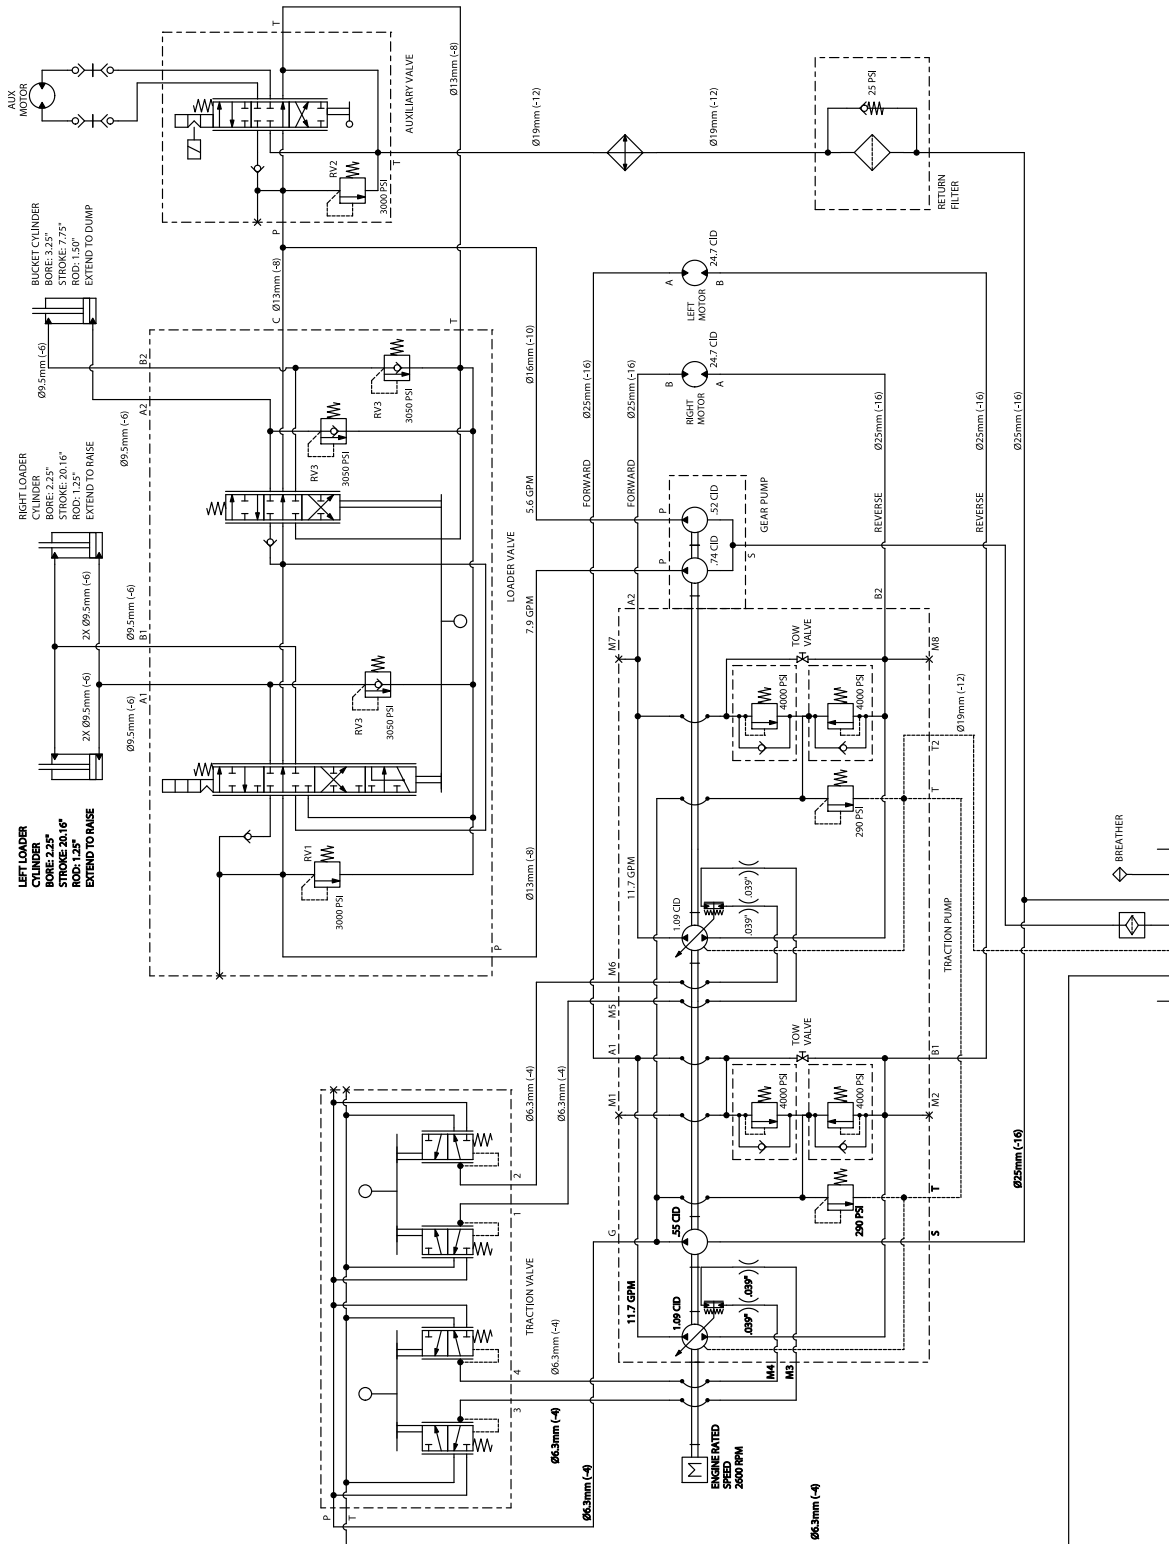 AUX
MOTOR
T
AUXILIARY VALVE
Ø13mm (-8)
RV2
3000 PSI
T
P
Ø19mm (-12)
Ø19mm (-12)
25 PSI
RETURN
FILTER
BUCKET CYLINDER
BORE: 3.25"
STROKE: 7.75"
ROD: 1.50"
EXTEND TO DUMP
Ø9.5mm (-6)
B2
A2
Ø9.5mm (-6)
C
Ø13mm (-8)
T
RV3
3050 PSI
RV3
3050 PSI
Ø16mm (-10)
5.6 GPM
LOADER VALVE
RIGHT LOADER
CYLINDER
BORE: 2.25"
STROKE: 20.16"
ROD: 1.25"
EXTEND TO RAISE
2X Ø9.5mm (-6)
2X Ø9.5mm (-6)
Ø9.5mm (-6)
B1
A1
Ø9.5mm (-6)
RV3
3050 PSI
LEFT LOADER
CYLINDER
BORE: 2.25"
STROKE: 20.16"
ROD: 1.25"
EXTEND TO RAISE
RV1
3000 PSI
P
7.9 GPM
Ø13mm (-8)
A
24.7 CID
B
LEFT
MOTOR
B
24.7 CID
A
RIGHT
MOTOR
Ø25mm (-16)
Ø25mm (-16)
Ø25mm (-16)
Ø25mm (-16)
Ø25mm (-16)
FORWARD
FORWARD
REVERSE
REVERSE
P
P
.52 CID
.74 CID
GEAR PUMP
S
A2
B2
M7
M8
TOW
VALVE
4000 PSI
4000 PSI
T2
Ø19mm (-12)
T
290 PSI
11.7 GPM
1.09 CID
.039"
.039"
TRACTION PUMP
BREATHER
M6
M5
A1
B1
TOW
VALVE
M1
M2
4000 PSI
4000 PSI
Ø6.3mm (-4)
Ø6.3mm (-4)
2
1
TRACTION VALVE
4
3
Ø6.3mm (-4)
Ø6.3mm (-4)
Ø6.3mm (-4)
P
T
G
.55 CID
290 PSI
T
S
Ø25mm (-16)
11.7 GPM
1.09 CID
.039"
.039"
M4
M3
M
ENGINE RATED
SPEED
2600 RPM
Ø6.3mm (-4)